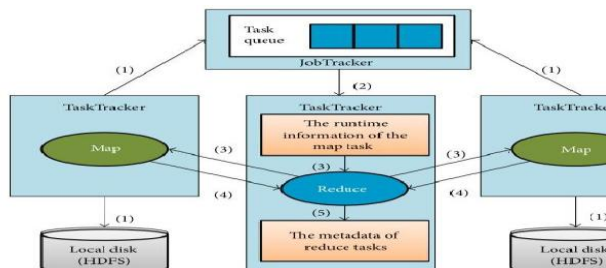 Task
queue
JobTracker
(1)
(2)
(1)
TaskTracker
TaskTracker
TaskTracke
The runtime
information of the
map task
Map
(3)
(3)
(3)
Map
Reduce
(4)
(4)
(5)
(1)
(1)
The metadata of
reduce tasks
Local disk
(HDFS)
Local disk
(HDFS)